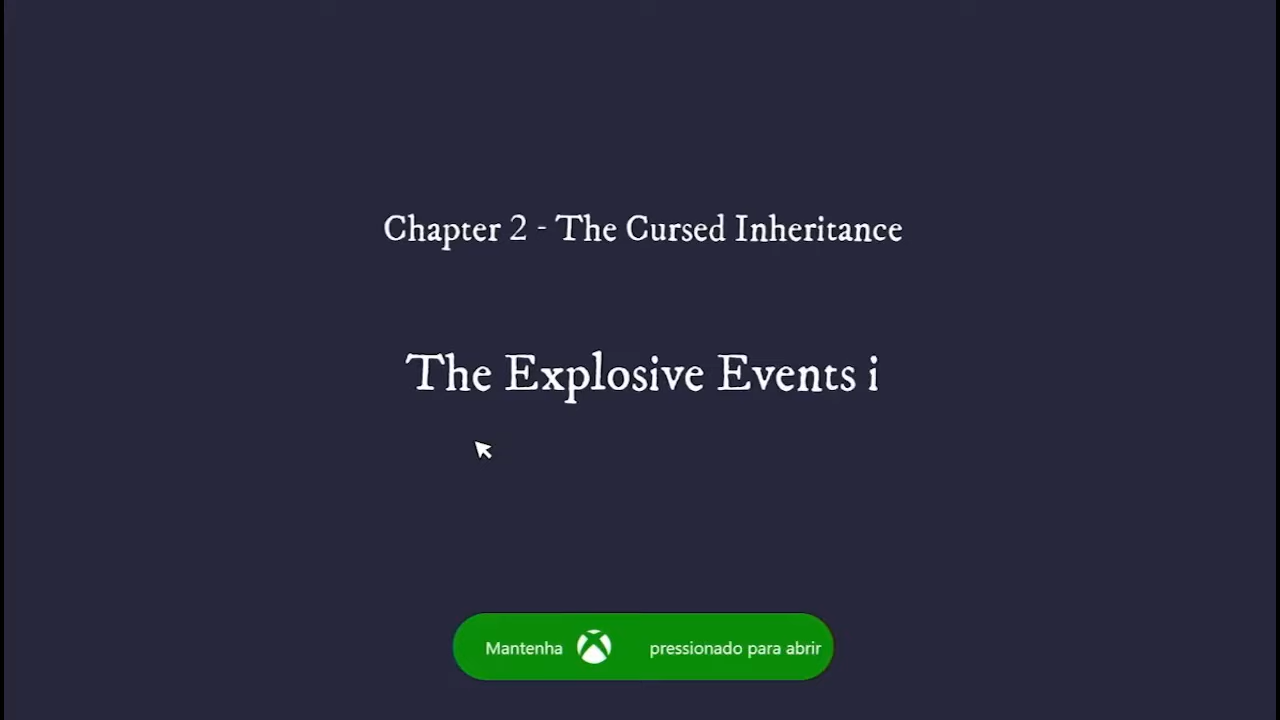 Chapter 2 - The Cursed Inheritance
The Explosive Events i
Mantenha pressionado para abrir